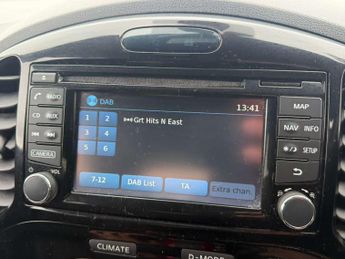 DAB
13:41
RADIO
CD AUX
CAMERA
VOL
1 2
3 4
5 6
Grt Hits N East
7-12
DAB List
TA
Extra chan.
MAP
NAV INFO
SETUP
CLIMATE
D-MODE